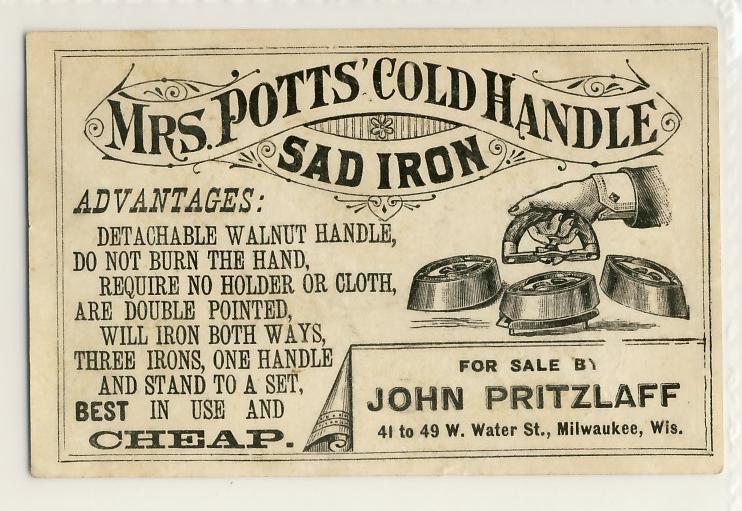 MRS. POTTS' COLD HANDLE
SAD IRON
ADVANTAGES:
DETACHABLE WALNUT HANDLE,
DO NOT BURN THE HAND,
REQUIRE NO HOLDER OR CLOTH,
ARE DOUBLE POINTED,
WILL IRON BOTH WAYS,
THREE IRONS, ONE HANDLE
AND STAND TO A SET,
BEST IN USE AND
CHEAP.
FOR SALE BY
JOHN PRITZLAFF
41 to 49 W. Water St., Milwaukee, Wis.